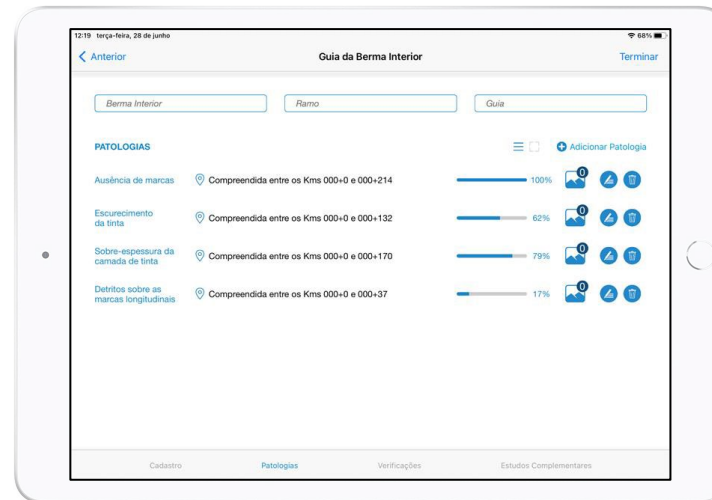 12:19 terça-feira, 28 de junho 68%
Anterior Guia da Berma Interior Terminar
Berma Interior Ramo Guia
PATOLOGIAS Adicionar Patologia
Ausência de marcas Compreendida entre os Kms 000+0 e 000+214 100% 0
Escurecimento
da tinta Compreendida entre os Kms 000+0 e 000+132 62% 0
Sobre-espessura da
camada de tinta Compreendida entre os Kms 000+0 e 000+170 79% 0
Detritos sobre as
marcas longitudinais Compreendida entre os Kms 000+0 e 000+37 17% 0
Cadastro Patologias Verificações Estudos Complementares